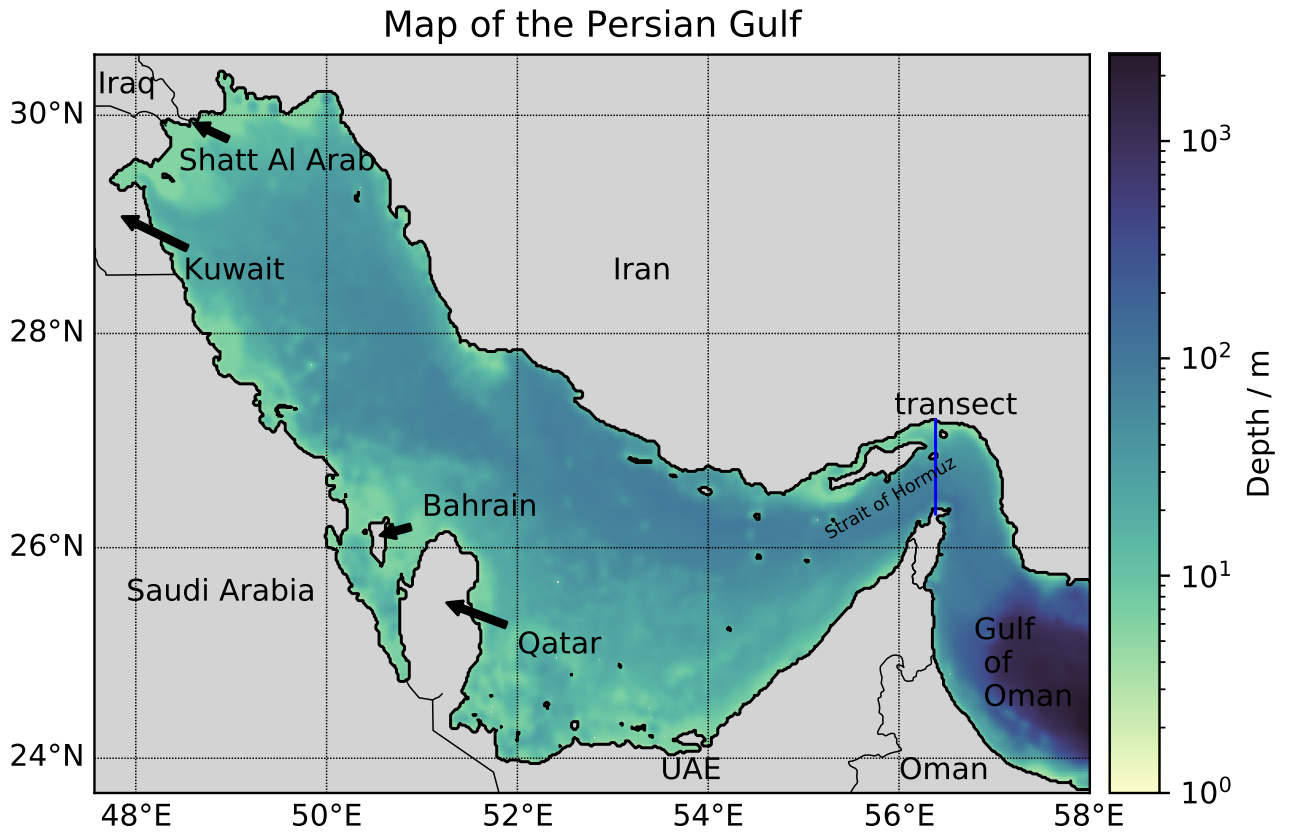 Map of the Persian Gulf
Iraq
30°N
Shatt Al Arab
Kuwait
Iran
28°N
transect
Strait of Hormuz
Bahrain
26°N
Saudi Arabia
Qatar
Gulf
of
Oman
24°N
UAE
Oman
48°E
50°E
52°E
54°E
56°E
58°E
10³
10²
10¹
10⁰
Depth / m